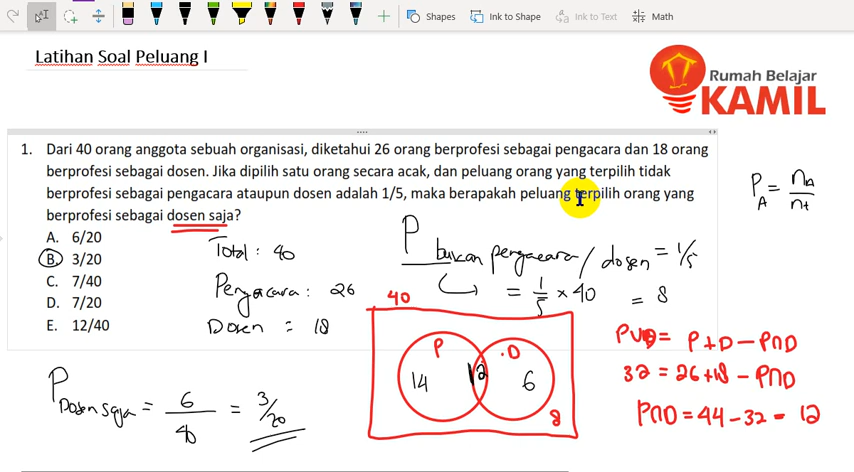 Shapes
Ink to Shape
Ink to Text
Math
Latihan Soal Peluang I
Rumah Belajar
KAMIL
1. Dari 40 orang anggota sebuah organisasi, diketahui 26 orang berprofesi sebagai pengacara dan 18 orang
berprofesi sebagai dosen. Jika dipilih satu orang secara acak, dan peluang orang yang terpilih tidak
berprofesi sebagai pengacara ataupun dosen adalah 1/5, maka berapakah peluang terpilih orang yang
berprofesi sebagai dosen saja?
A. 6/20
B. 3/20
C. 7/40
D. 7/20
E. 12/40
Total : 40
Pengacara : 26
Dosen = 18
P bukan pengacara / dosen = 1/5
= 1/5 x 40 = 8
P A = nA/nt
40
P
D
14
12
6
8
PUD = P+D - P∩D
32 = 26+18 - P∩D
P∩D = 44 - 32 = 12
P Dosen saja = 6/40 = 3/20